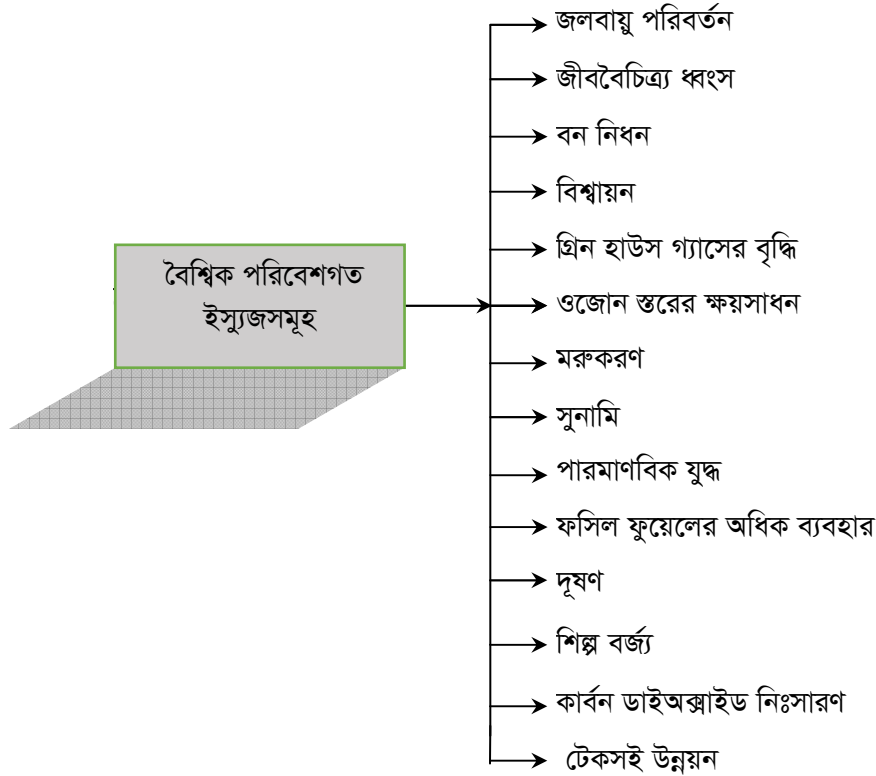 জলবায়ু পরিবর্তন
জীববৈচিত্র্য ধ্বংস
বন নিধন
বিশ্বায়ন
গ্রিন হাউস গ্যাসের বৃদ্ধি
বৈশ্বিক পরিবেশগত
ইস্যুজসমূহ
ওজোন স্তরের ক্ষয়সাধন
মরুকরণ
সুনামি
পারমাণবিক যুদ্ধ
ফসিল ফুয়েলের অধিক ব্যবহার
দূষণ
শিল্প বর্জ্য
কার্বন ডাইঅক্সাইড নিঃসারণ
টেকসই উন্নয়ন